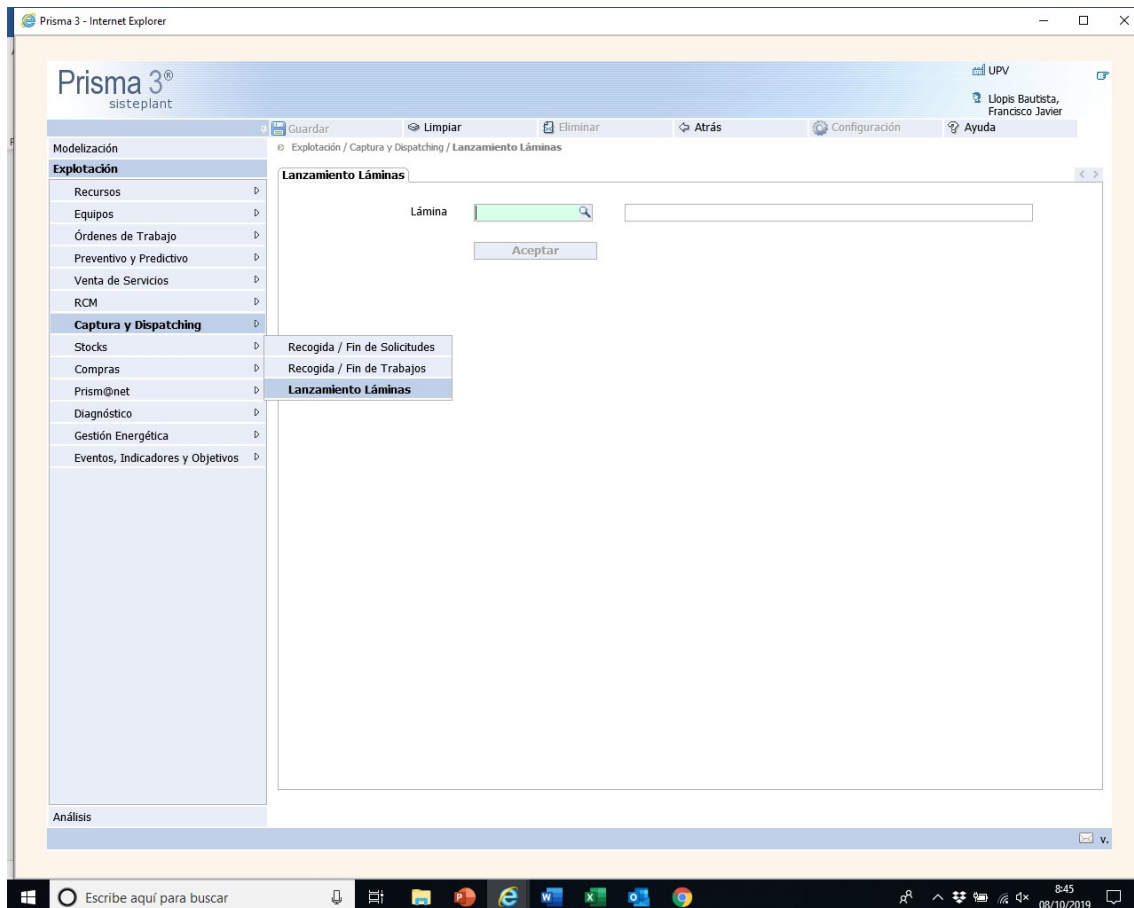 Prisma 3 - Internet Explorer
Prisma 3®
sisteplant
UPV
Llopis Bautista,
Francisco Javier
Guardar Limpiar Eliminar Atrás Configuración Ayuda
Modelización
Explotación / Captura y Dispatching / Lanzamiento Láminas
Explotación
Lanzamiento Láminas
Recursos
Lámina
Equipos
Órdenes de Trabajo
Aceptar
Preventivo y Predictivo
Venta de Servicios
RCM
Captura y Dispatching
Stocks
Recogida / Fin de Solicitudes
Compras
Recogida / Fin de Trabajos
Prism@net
Lanzamiento Láminas
Diagnóstico
Gestión Energética
Eventos, Indicadores y Objetivos
Análisis
v.
Escribe aquí para buscar
8:45
08/10/2019